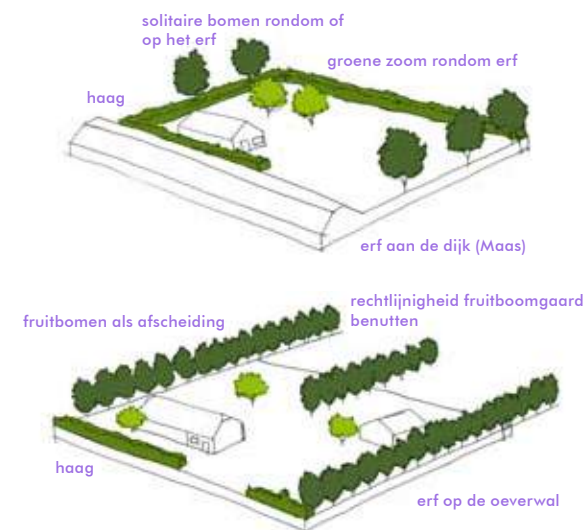 solitaire bomen rondom of
op het erf
groene zoom rondom erf
haag
erf aan de dijk (Maas)
rechtlijnigheid fruitboomgaard
benutten
fruitbomen als afscheiding
haag
erf op de oeverwal